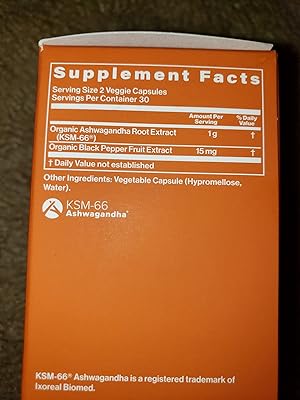 Supplement Facts
Serving Size 2 Veggie Capsules
Servings Per Container 30
Amount Per Serving % Daily Value
Organic Ashwagandha Root Extract (KSM-66®) 1 g †
Organic Black Pepper Fruit Extract 15 mg †
† Daily Value not established
Other Ingredients: Vegetable Capsule (Hypromellose,
Water).
KSM-66
Ashwagandha®
KSM-66® Ashwagandha is a registered trademark of
Ixoreal Biomed.